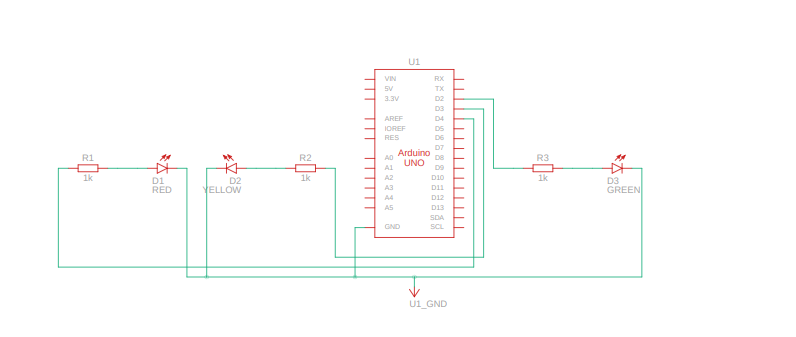 U1
VIN RX
5V TX
3.3V D2
D3
AREF D4
IOREF D5
RES D6
D7
Arduino
UNO
A0 D8
A1 D9
A2 D10
A3 D11
A4 D12
A5 D13
SDA
GND SCL
R1
1k
D1
RED
D2
YELLOW
R2
1k
R3
1k
D3
GREEN
U1_GND